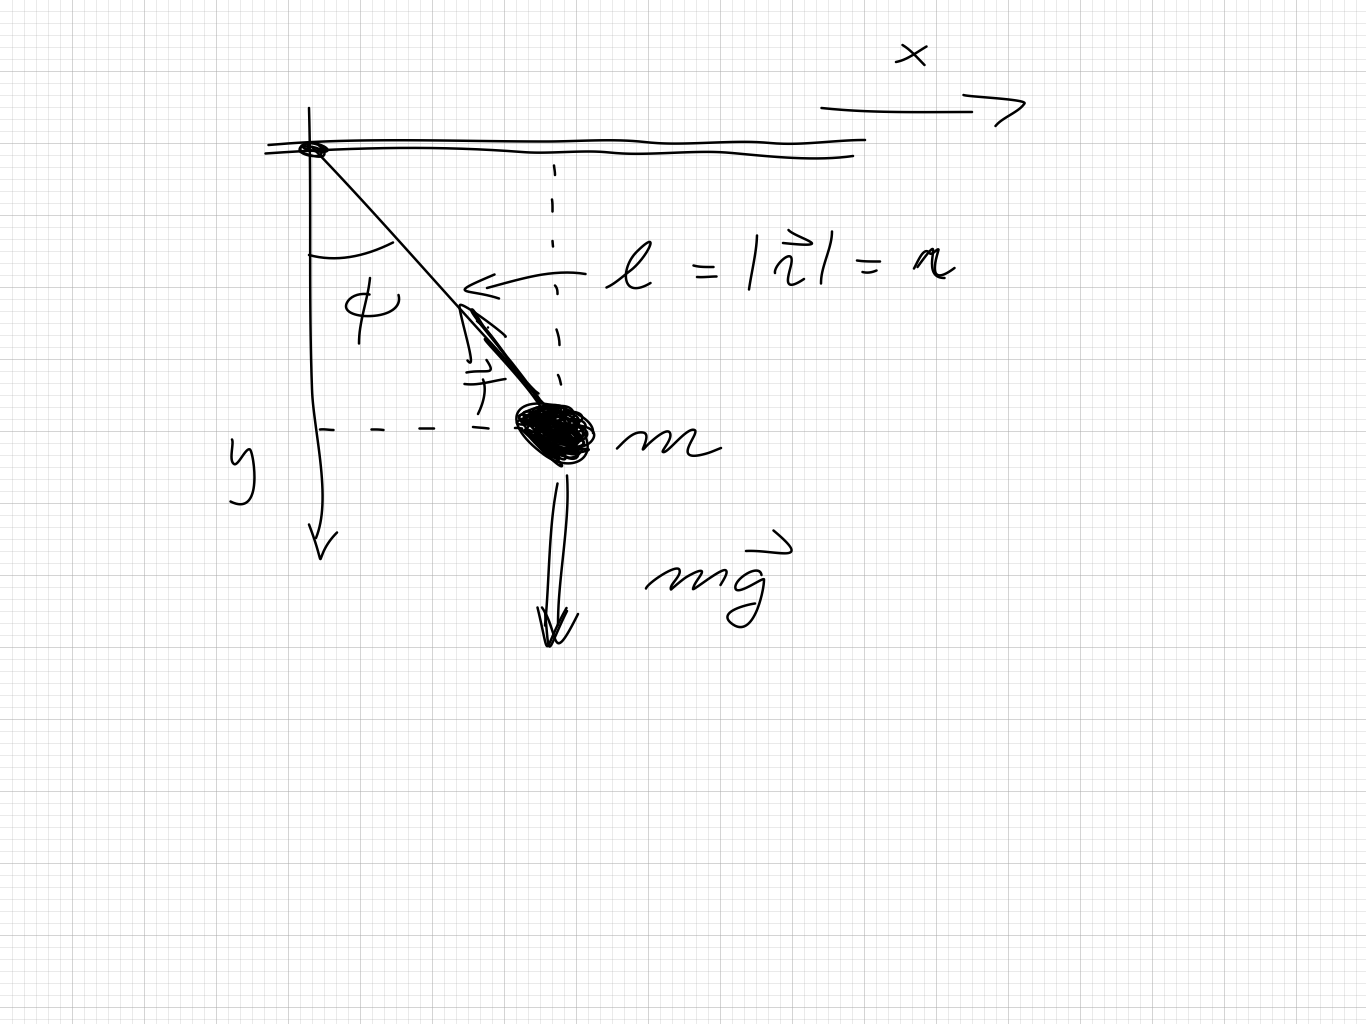 x
l = |r⃗| = r
ϕ
T⃗
y
m
mg⃗